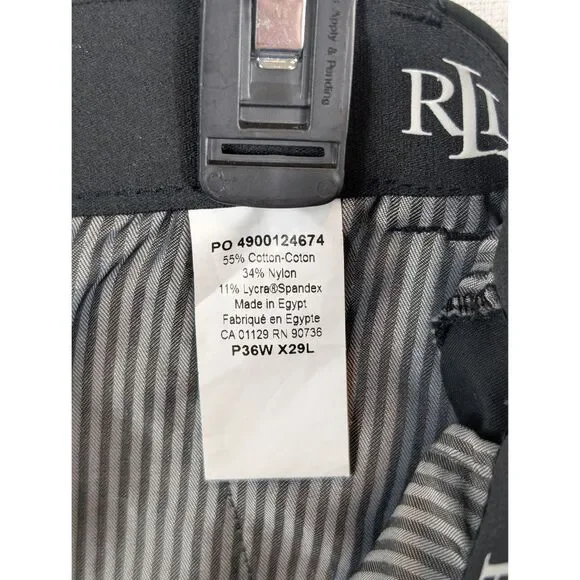 Apply & Pending
RLL
PO 4900124674
55% Cotton-Coton
34% Nylon
11% Lycra®Spandex
Made in Egypt
Fabriqué en Egypte
CA 01129 RN 90736
P36W X29L